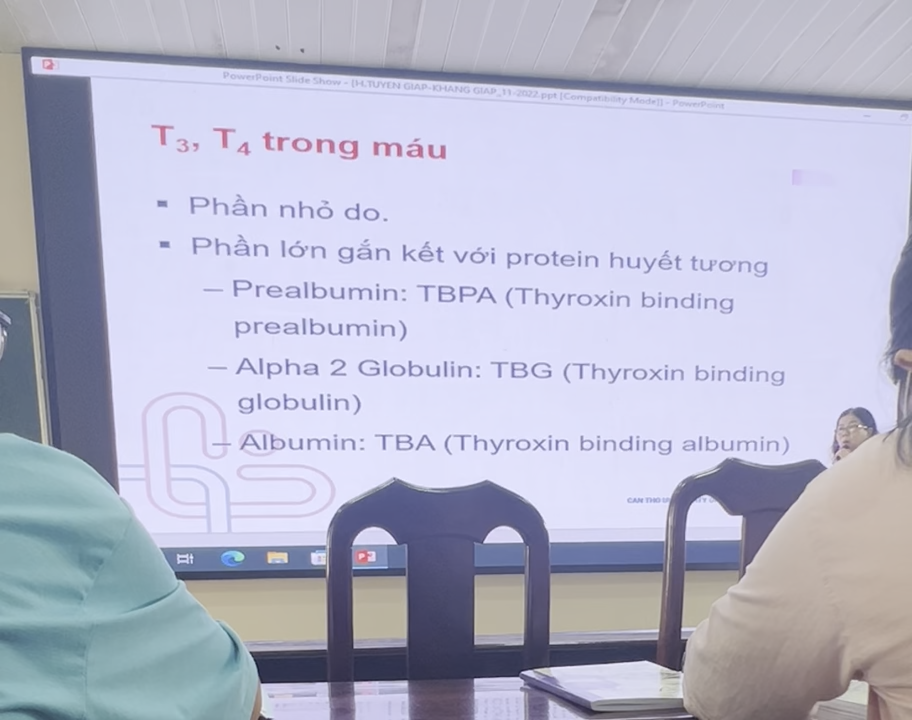 PowerPoint Slide Show - [H.TUYEN GIAP-KHANG GIAP_11-2022.ppt [Compatibility Mode]] - PowerPoint
T3, T4 trong máu
▪ Phần nhỏ do.
▪ Phần lớn gắn kết với protein huyết tương
– Prealbumin: TBPA (Thyroxin binding
prealbumin)
– Alpha 2 Globulin: TBG (Thyroxin binding
globulin)
– Albumin: TBA (Thyroxin binding albumin)
CAN THO